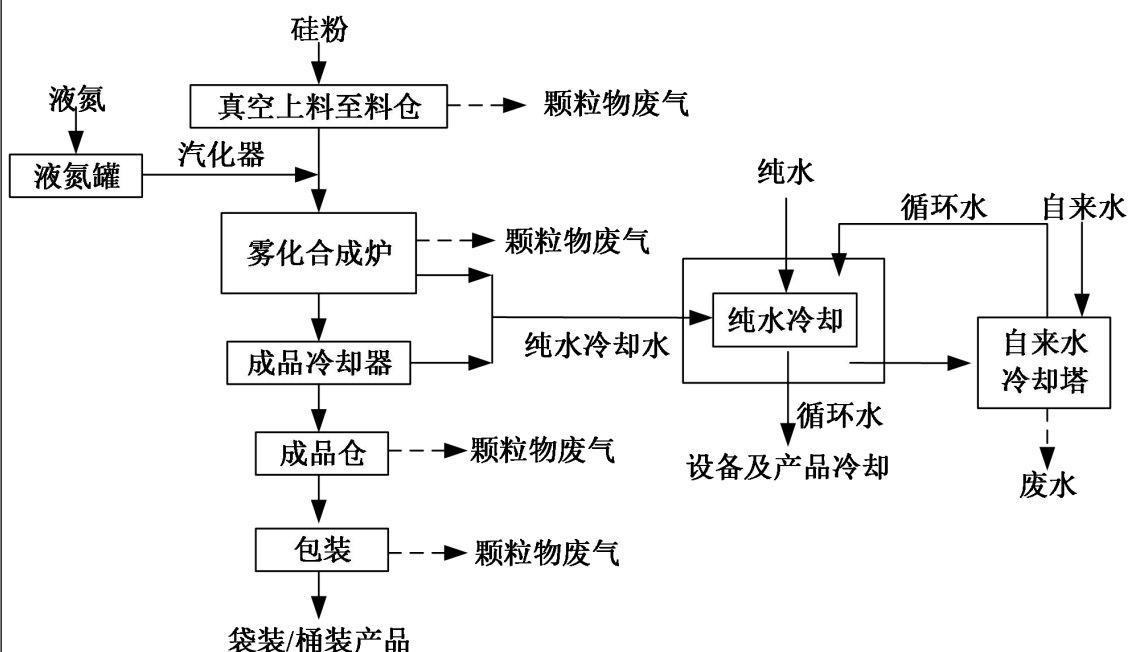 硅粉
液氮
真空上料至料仓
颗粒物废气
汽化器
液氮罐
纯水
循环水
自来水
雾化合成炉
颗粒物废气
纯水冷却
纯水冷却水
自来水
冷却塔
成品冷却器
循环水
成品仓
颗粒物废气
设备及产品冷却
废水
包装
颗粒物废气
袋装/桶装产品